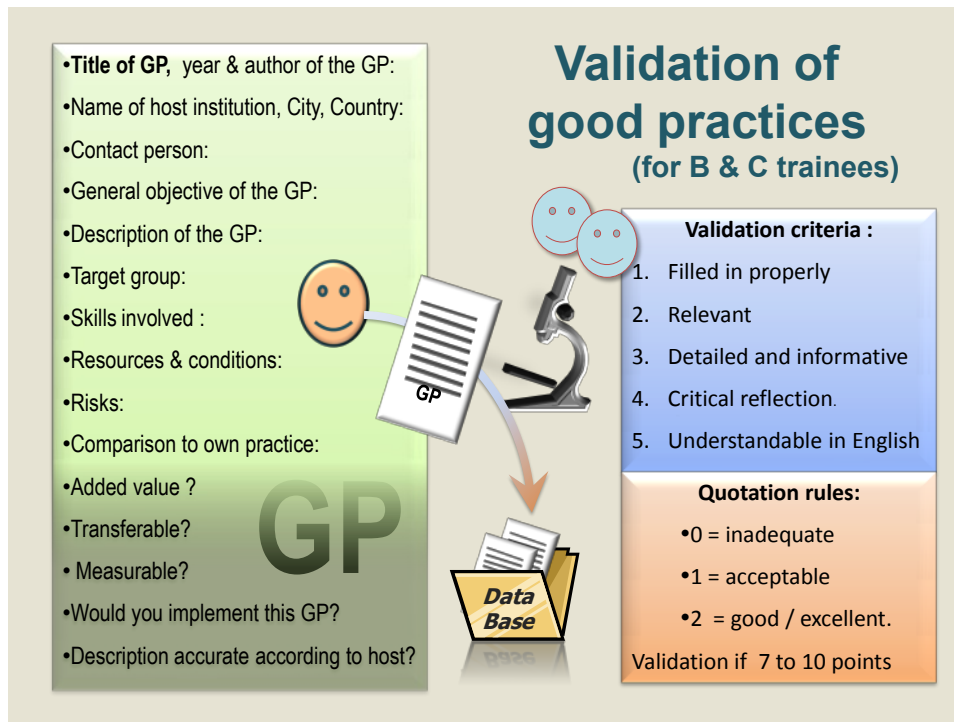 Validation of
good practices
(for B & C trainees)
•Title of GP, year & author of the GP:
•Name of host institution, City, Country:
•Contact person:
•General objective of the GP:
•Description of the GP:
•Target group:
•Skills involved :
•Resources & conditions:
•Risks:
•Comparison to own practice:
•Added value ?
•Transferable?
• Measurable?
•Would you implement this GP?
•Description accurate according to host?
GP
GP
Data
Base
Validation criteria :
1. Filled in properly
2. Relevant
3. Detailed and informative
4. Critical reflection.
5. Understandable in English
Quotation rules:
•0 = inadequate
•1 = acceptable
•2 = good / excellent.
Validation if 7 to 10 points